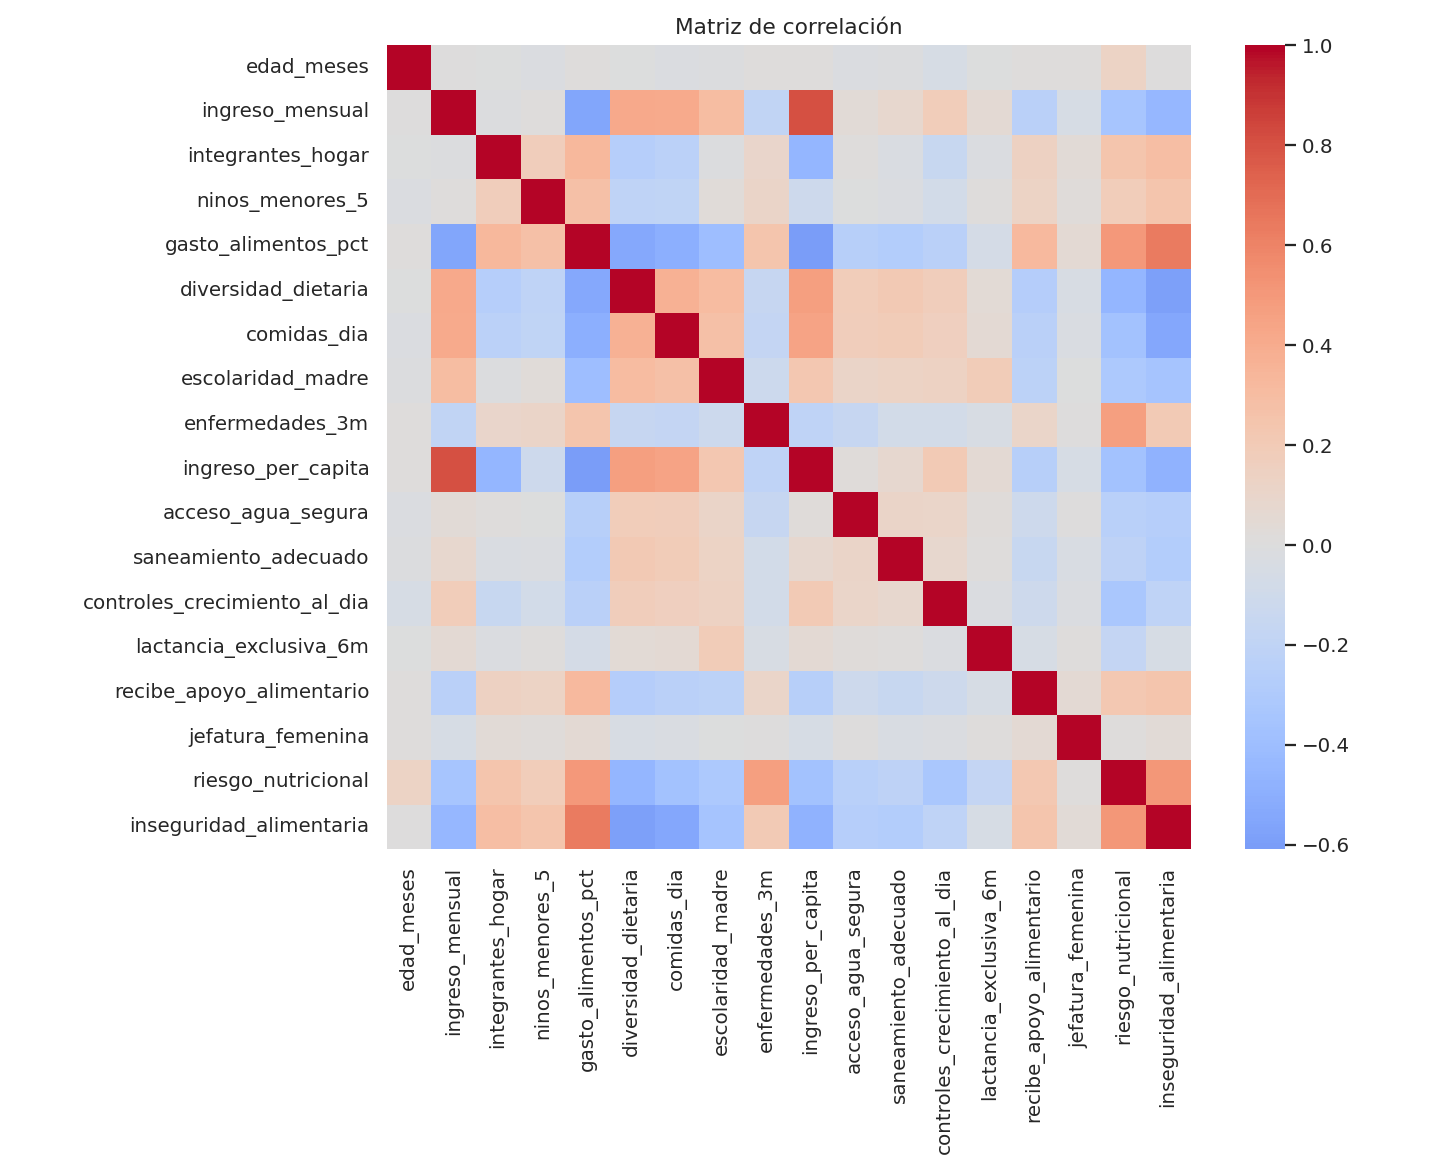 Matriz de correlación
edad_meses
ingreso_mensual
integrantes_hogar
ninos_menores_5
gasto_alimentos_pct
diversidad_dietaria
comidas_dia
escolaridad_madre
enfermedades_3m
ingreso_per_capita
acceso_agua_segura
saneamiento_adecuado
controles_crecimiento_al_dia
lactancia_exclusiva_6m
recibe_apoyo_alimentario
jefatura_femenina
riesgo_nutricional
inseguridad_alimentaria
edad_meses
ingreso_mensual
integrantes_hogar
ninos_menores_5
gasto_alimentos_pct
diversidad_dietaria
comidas_dia
escolaridad_madre
enfermedades_3m
ingreso_per_capita
acceso_agua_segura
saneamiento_adecuado
controles_crecimiento_al_dia
lactancia_exclusiva_6m
recibe_apoyo_alimentario
jefatura_femenina
riesgo_nutricional
inseguridad_alimentaria
1.0
0.8
0.6
0.4
0.2
0.0
−0.2
−0.4
−0.6